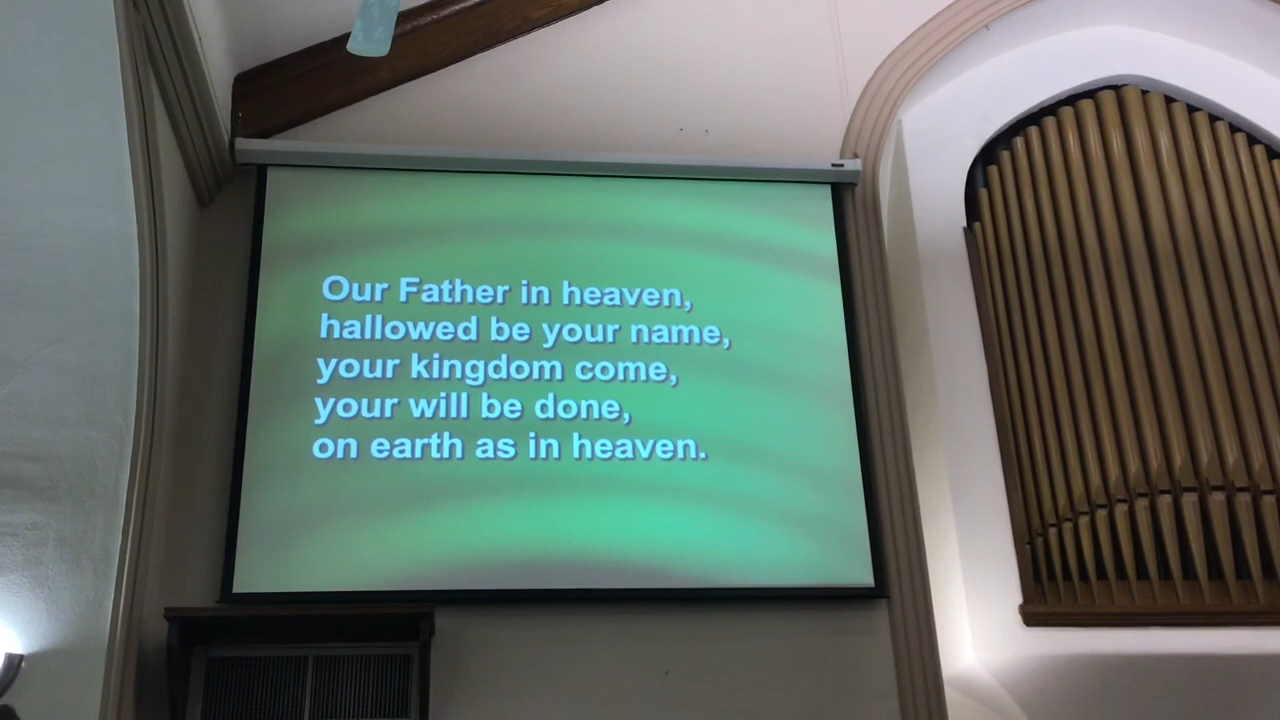 Our Father in heaven,
hallowed be your name,
your kingdom come,
your will be done,
on earth as in heaven.